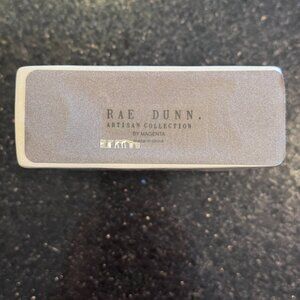 RAE DUNN.
ARTISAN COLLECTION
BY MAGENTA